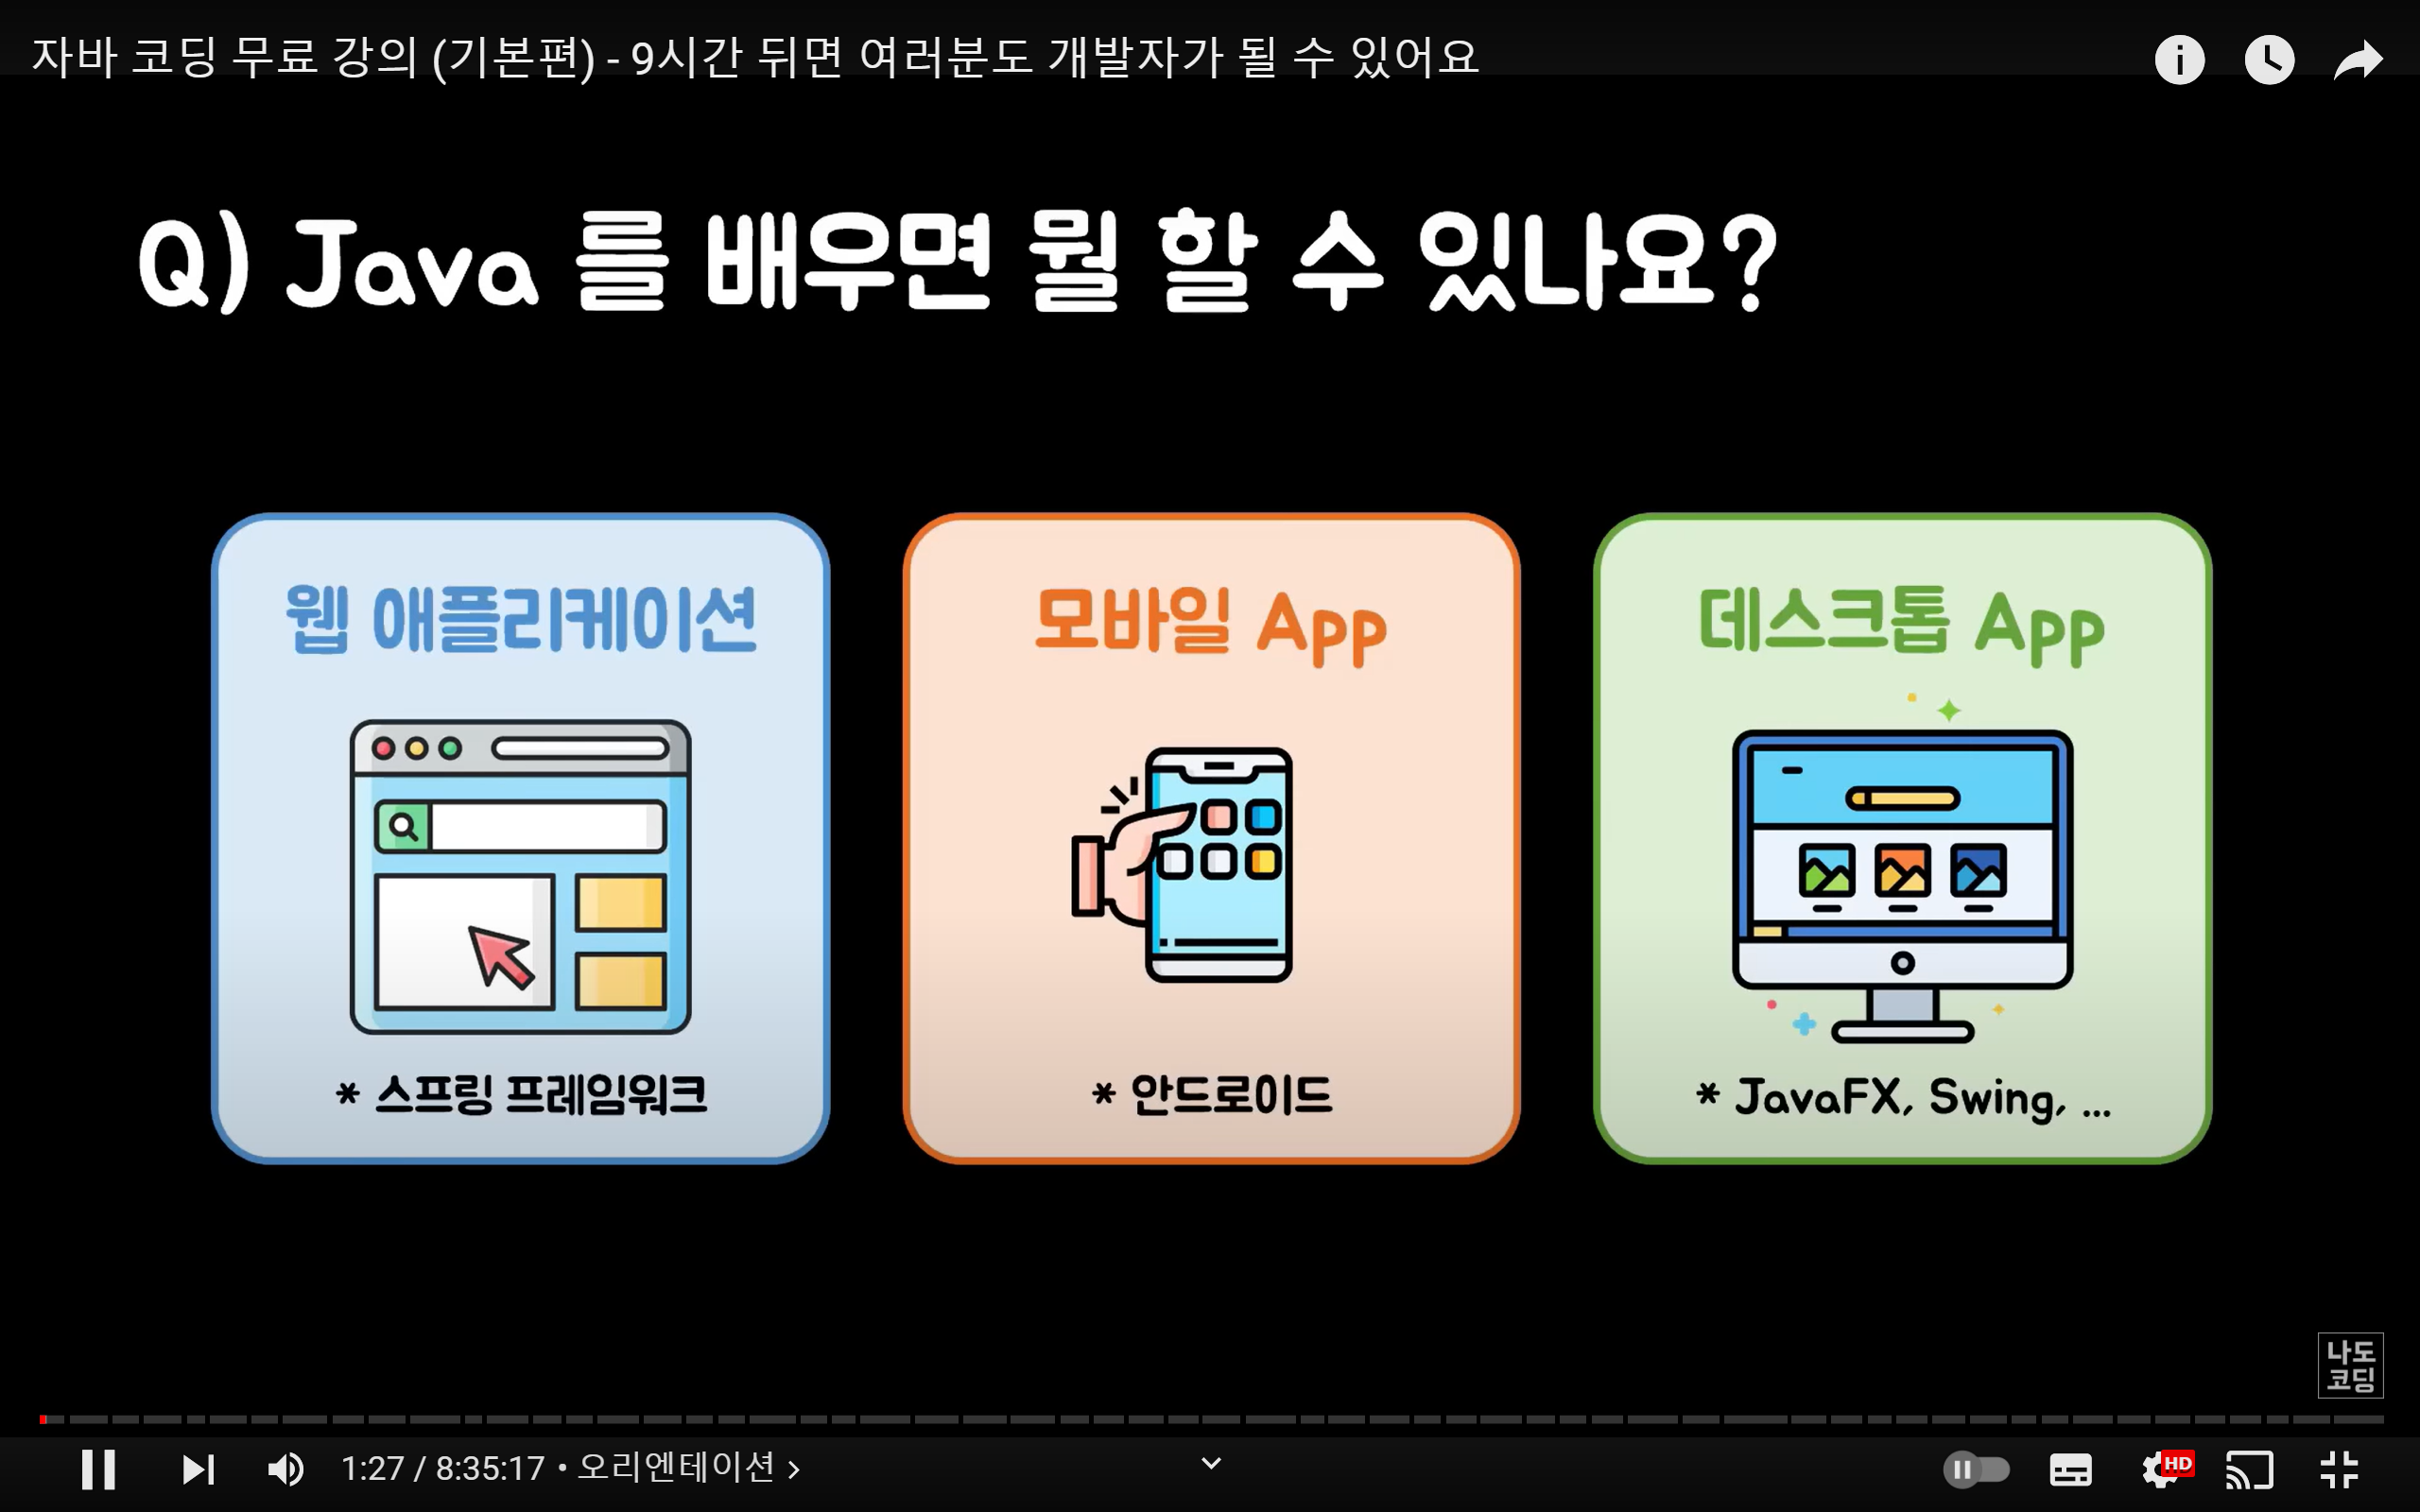 자바 코딩 무료 강의 (기본편) - 9시간 뒤면 여러분도 개발자가 될 수 있어요
Q) Java 를 배우면 뭘 할 수 있나요?
웹 애플리케이션
모바일 App
데스크톱 App
* 스프링 프레임워크
* 안드로이드
* JavaFX, Swing, ...
나도
코딩
1:27 / 8:35:17 • 오리엔테이션 >
HD